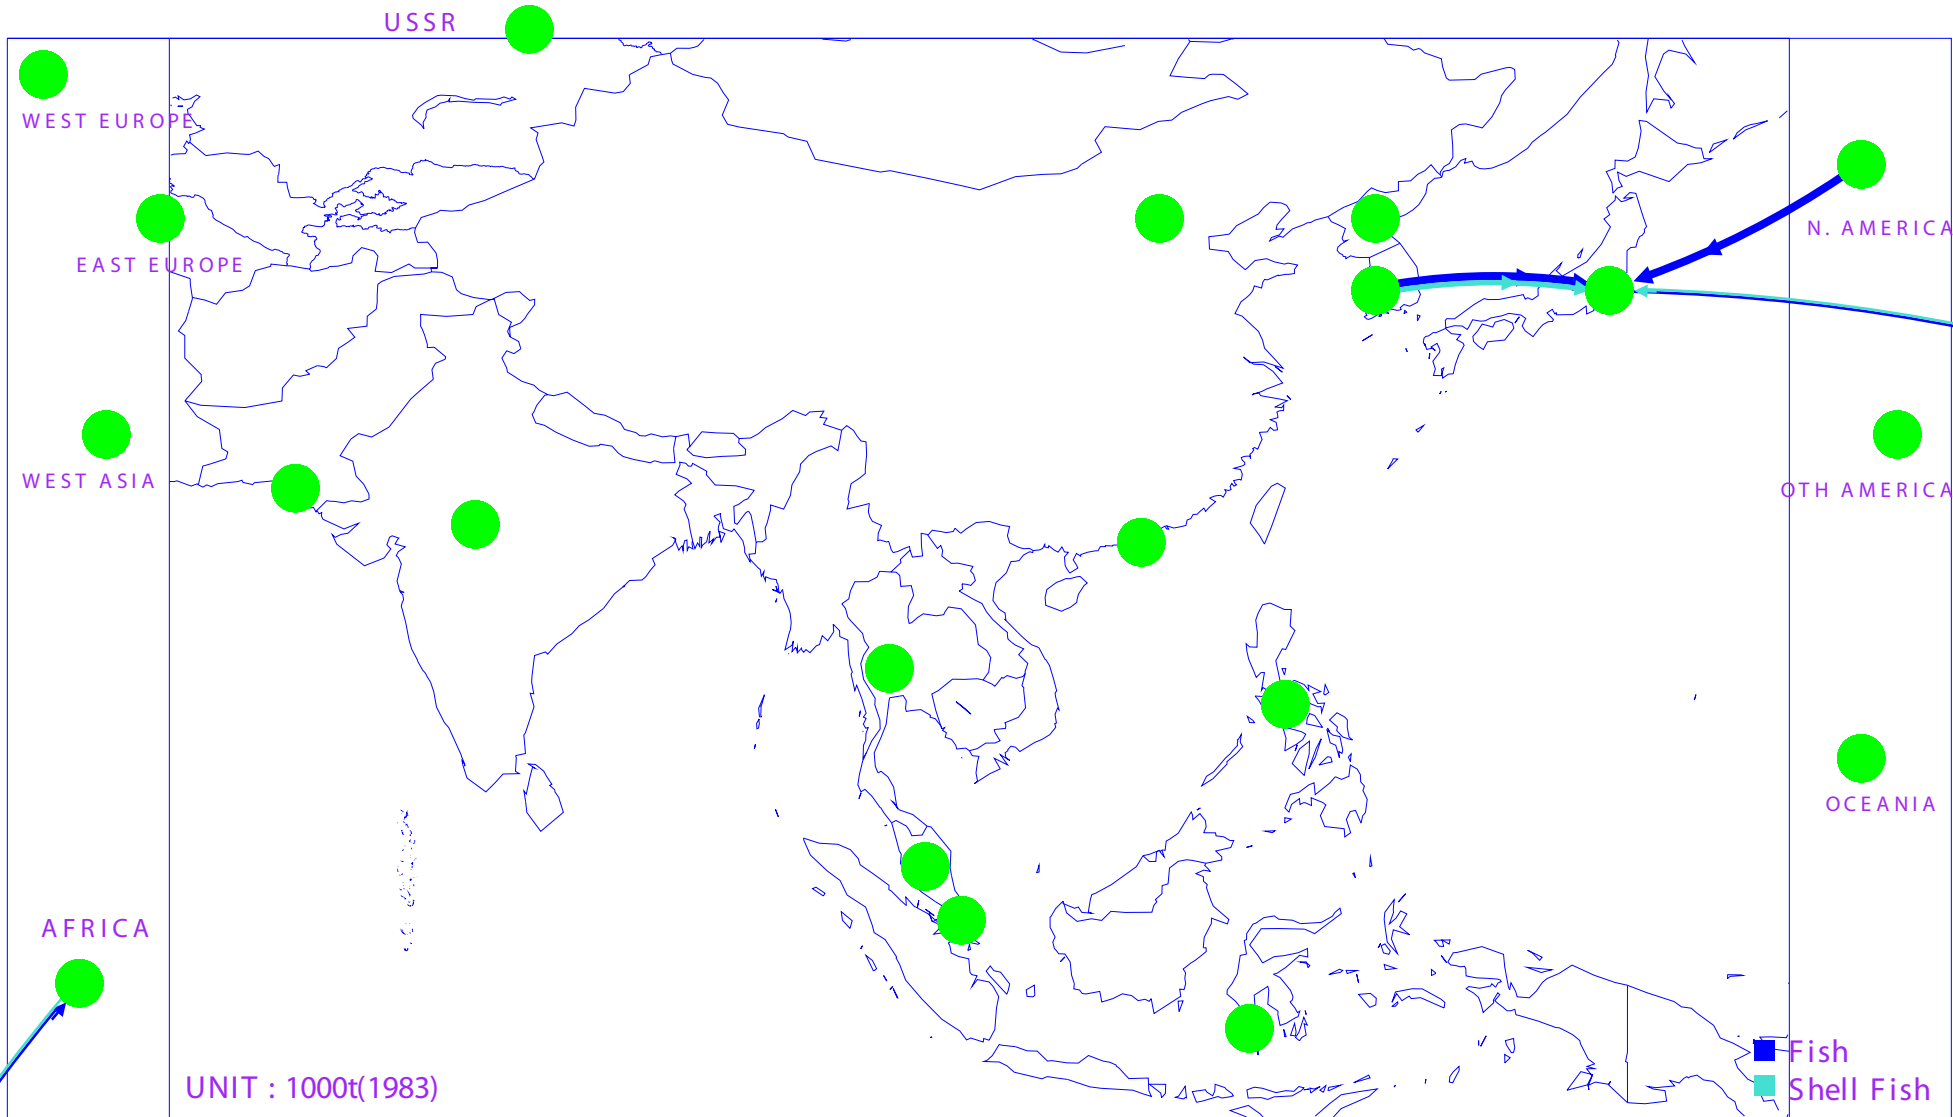 USSR
WEST EUROPE
N. AMERICA
EAST EUROPE
WEST ASIA
OTH AMERICA
OCEANIA
AFRICA
Fish
UNIT : 1000t(1983)
Shell Fish